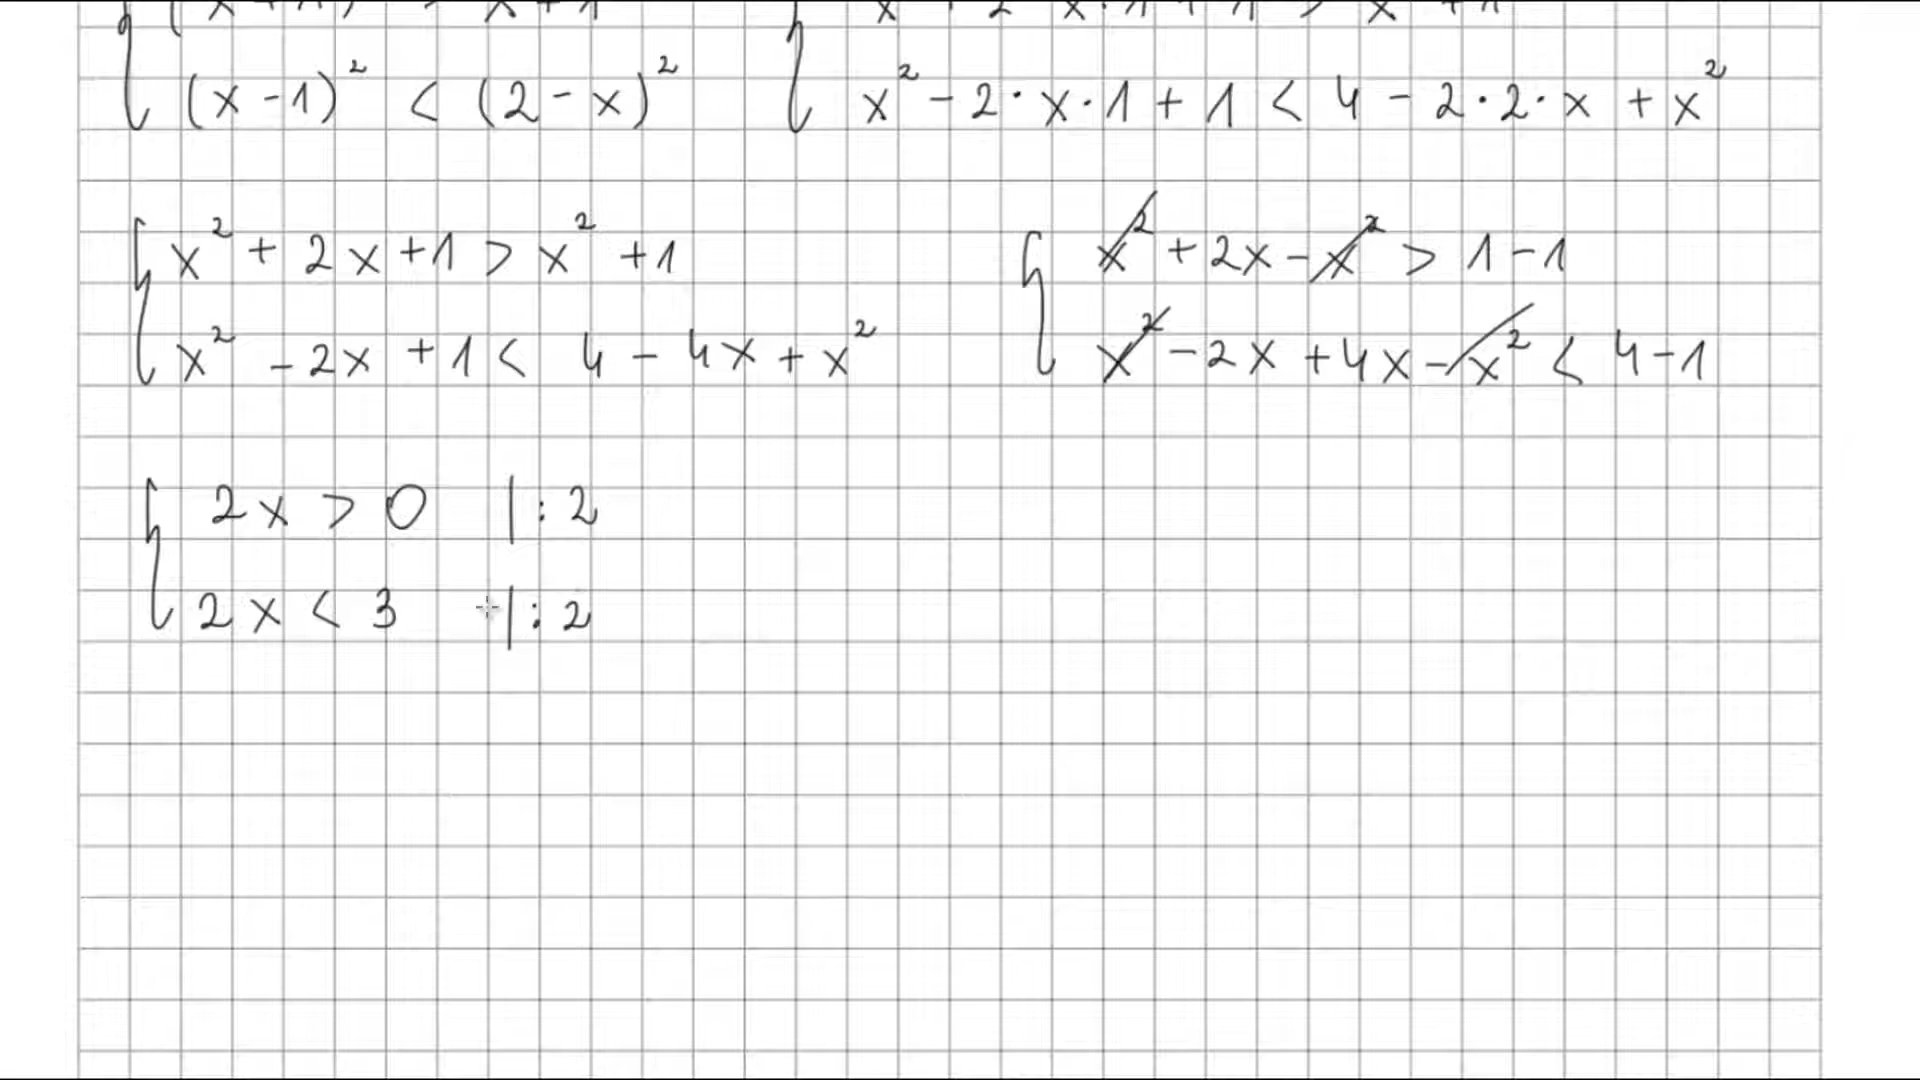 (x-1)² < (2-x)²
x² - 2·x·1 + 1 < 4 - 2·2·x + x²
x² + 2x + 1 > x² + 1
x² - 2x + 1 < 4 - 4x + x²
x² + 2x - x² > 1 - 1
x² - 2x + 4x - x² < 4 - 1
2x > 0 |:2
2x < 3 |:2